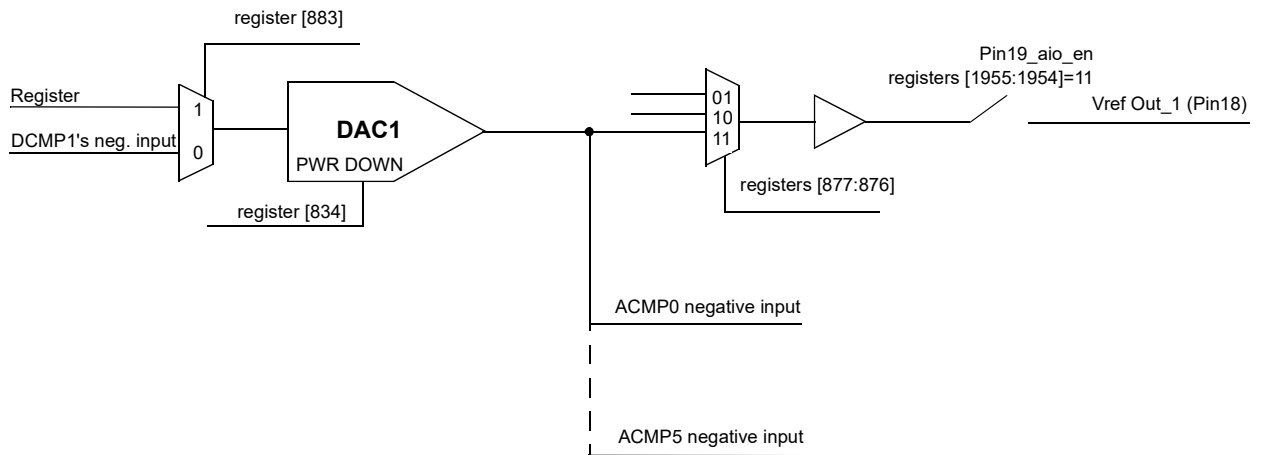 register [883]
Register
1
DCMP1's neg. input
0
DAC1
PWR DOWN
register [834]
01
10
11
registers [877:876]
Pin19_aio_en
registers [1955:1954]=11
Vref Out_1 (Pin18)
ACMP0 negative input
ACMP5 negative input